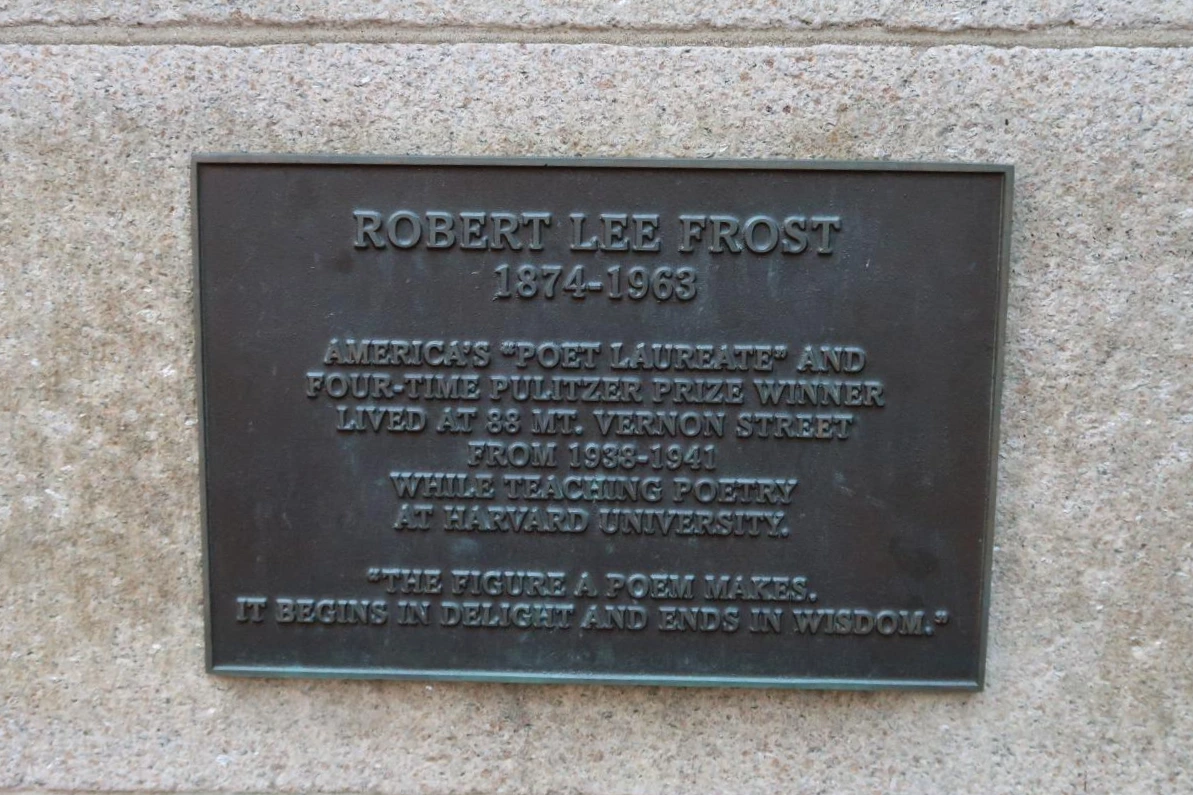 ROBERT LEE FROST
1874-1963
AMERICA'S "POET LAUREATE" AND
FOUR-TIME PULITZER PRIZE WINNER
LIVED AT 88 MT. VERNON STREET
FROM 1938-1941
WHILE TEACHING POETRY
AT HARVARD UNIVERSITY.
"THE FIGURE A POEM MAKES.
IT BEGINS IN DELIGHT AND ENDS IN WISDOM."